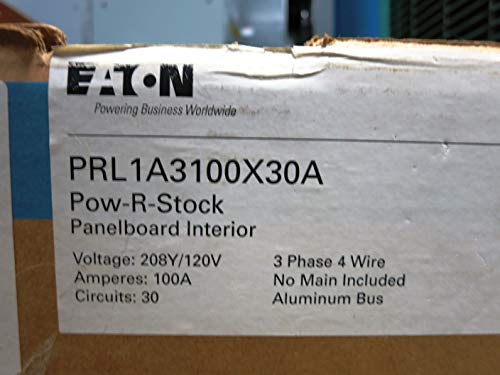 EATON
Powering Business Worldwide
PRL1A3100X30A
Pow-R-Stock
Panelboard Interior
Voltage: 208Y/120V
Amperes: 100A
Circuits: 30
3 Phase 4 Wire
No Main Included
Aluminum Bus